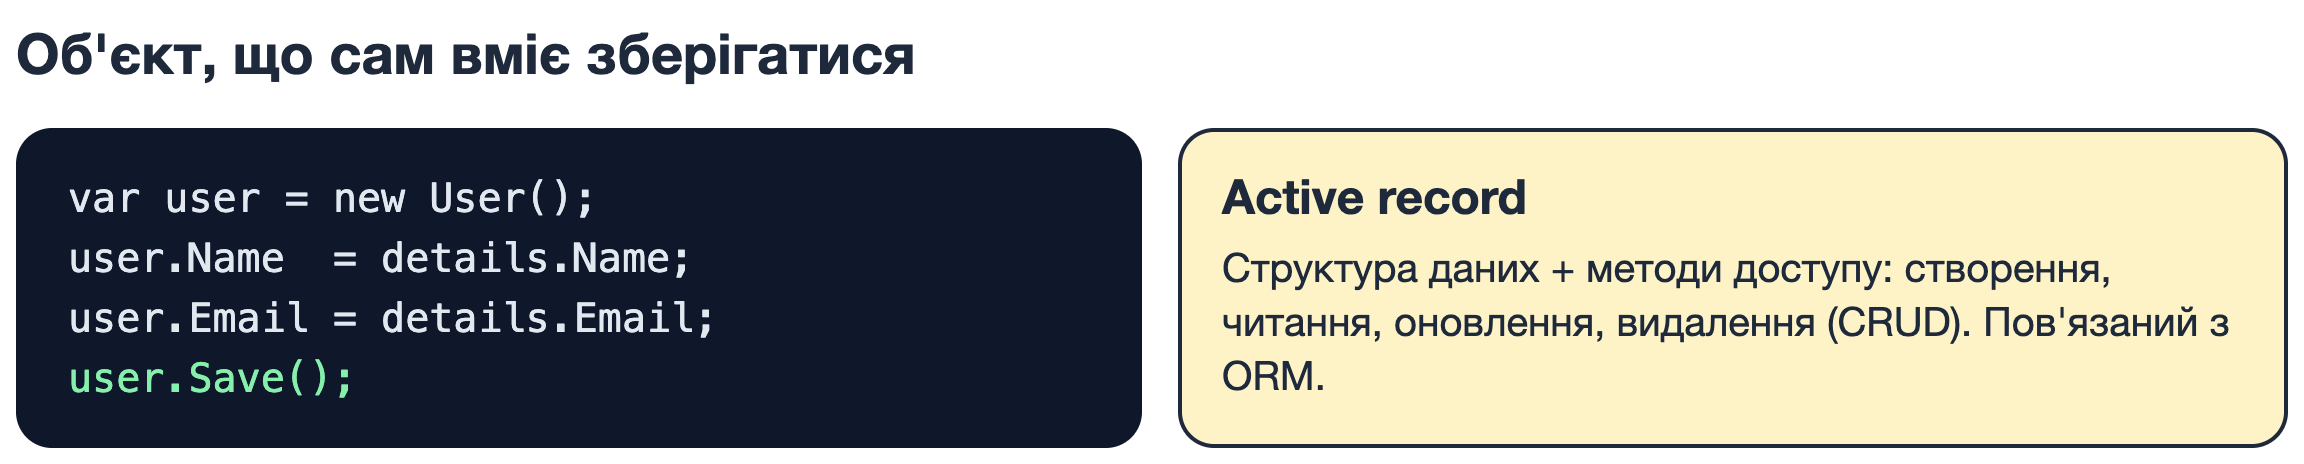 Об'єкт, що сам вміє зберігатися
var user = new User();
user.Name  = details.Name;
user.Email = details.Email;
user.Save();
Active record
Структура даних + методи доступу: створення,
читання, оновлення, видалення (CRUD). Пов'язаний з
ORM.